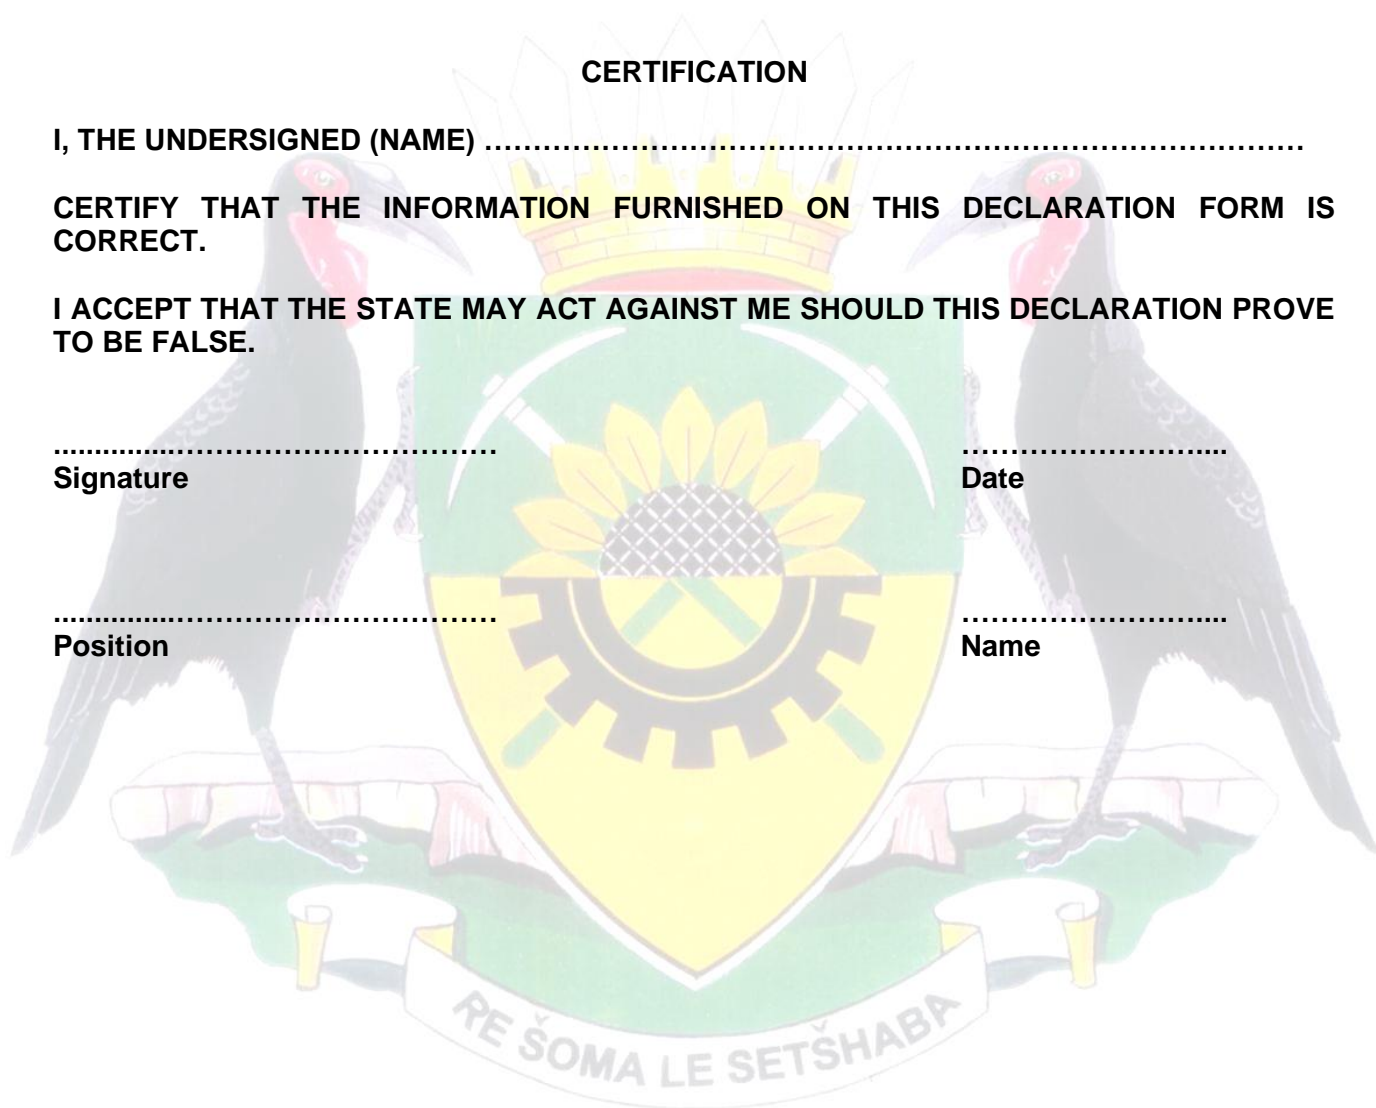 CERTIFICATION
I, THE UNDERSIGNED (NAME) …………………………………………………………………………
CERTIFY THAT THE INFORMATION FURNISHED ON THIS DECLARATION FORM IS
CORRECT.
I ACCEPT THAT THE STATE MAY ACT AGAINST ME SHOULD THIS DECLARATION PROVE
TO BE FALSE.
...............…………………………… ……………………....
Signature Date
...............…………………………… ……………………....
Position Name
RE ŠOMA LE SETŠHABA